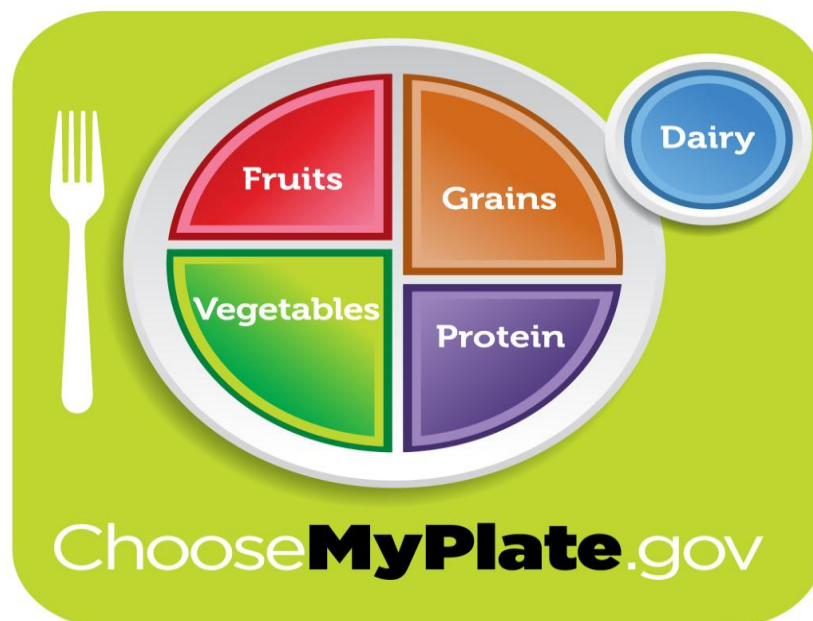 Fruits
Grains
Dairy
Vegetables
Protein
ChooseMyPlate.gov